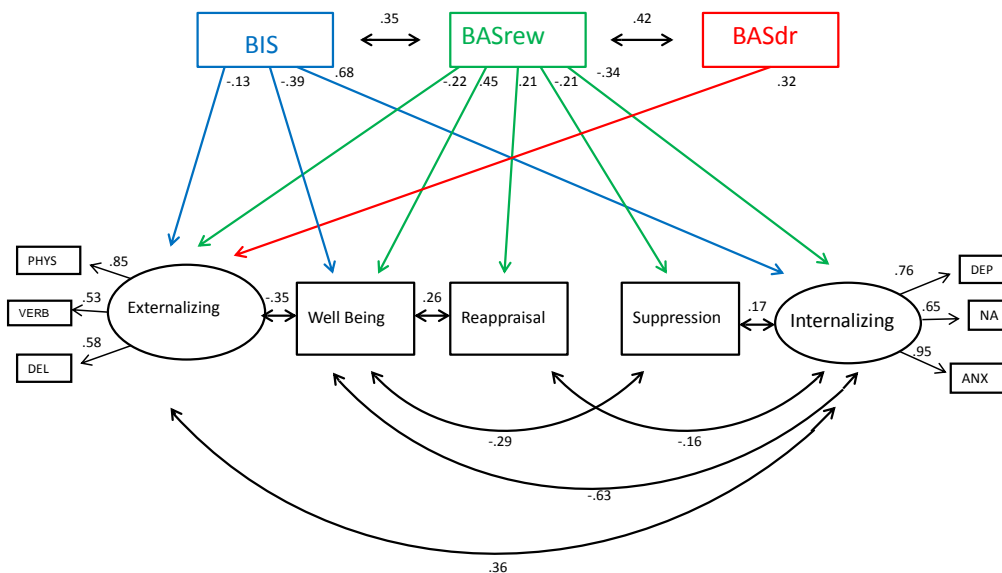 .35
.42
BIS
BASrew
BASdr
-.13
-.39
.68
-.22
.45
.21
-.21
-.34
.32
PHYS
.85
.76
DEP
VERB
.53
Externalizing
-.35
Well Being
.26
Reappraisal
Suppression
.17
Internalizing
.65
NA
DEL
.58
.95
ANX
-.29
-.16
-.63
.36